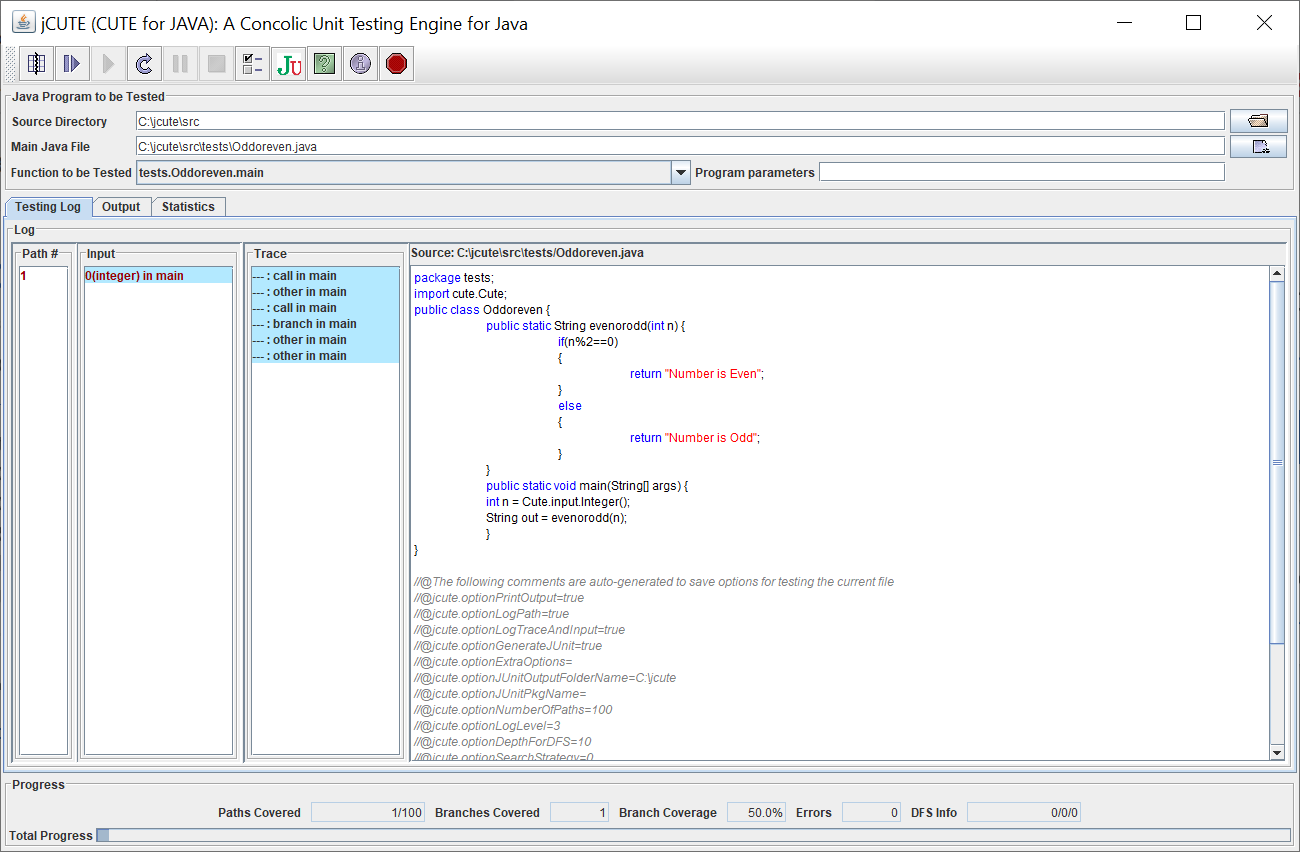 jCUTE (CUTE for JAVA): A Concolic Unit Testing Engine for Java
Java Program to be Tested
Source Directory C:\jcute\src
Main Java File C:\jcute\src\tests\Oddoreven.java
Function to be Tested tests.Oddoreven.main Program parameters
Testing Log Output Statistics
Log
Path # Input Trace Source: C:\jcute\src\tests/Oddoreven.java
1 0(integer) in main
--- : call in main
--- : other in main
--- : call in main
--- : branch in main
--- : other in main
--- : other in main
package tests;
import cute.Cute;
public class Oddoreven {
public static String evenorodd(int n) {
if(n%2==0)
{
return "Number is Even";
}
else
{
return "Number is Odd";
}
}
public static void main(String[] args) {
int n = Cute.input.Integer();
String out = evenorodd(n);
}
}
//@The following comments are auto-generated to save options for testing the current file
//@jcute.optionPrintOutput=true
//@jcute.optionLogPath=true
//@jcute.optionLogTraceAndInput=true
//@jcute.optionGenerateJUnit=true
//@jcute.optionExtraOptions=
//@jcute.optionJUnitOutputFolderName=C:\jcute
//@jcute.optionJUnitPkgName=
//@jcute.optionNumberOfPaths=100
//@jcute.optionLogLevel=3
//@jcute.optionDepthForDFS=10
//@jcute.optionSearchStrategy=0
Progress
Paths Covered 1/100 Branches Covered 1 Branch Coverage 50.0% Errors 0 DFS Info 0/0/0
Total Progress